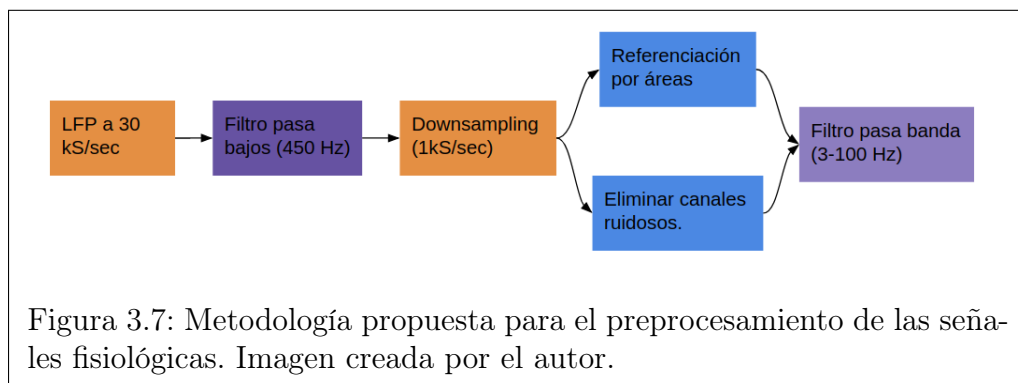 LFP a 30
kS/sec
Filtro pasa
bajos (450 Hz)
Downsampling
(1kS/sec)
Referenciación
por áreas
Eliminar canales
ruidosos.
Filtro pasa banda
(3-100 Hz)
Figura 3.7: Metodología propuesta para el preprocesamiento de las seña-
les fisiológicas. Imagen creada por el autor.